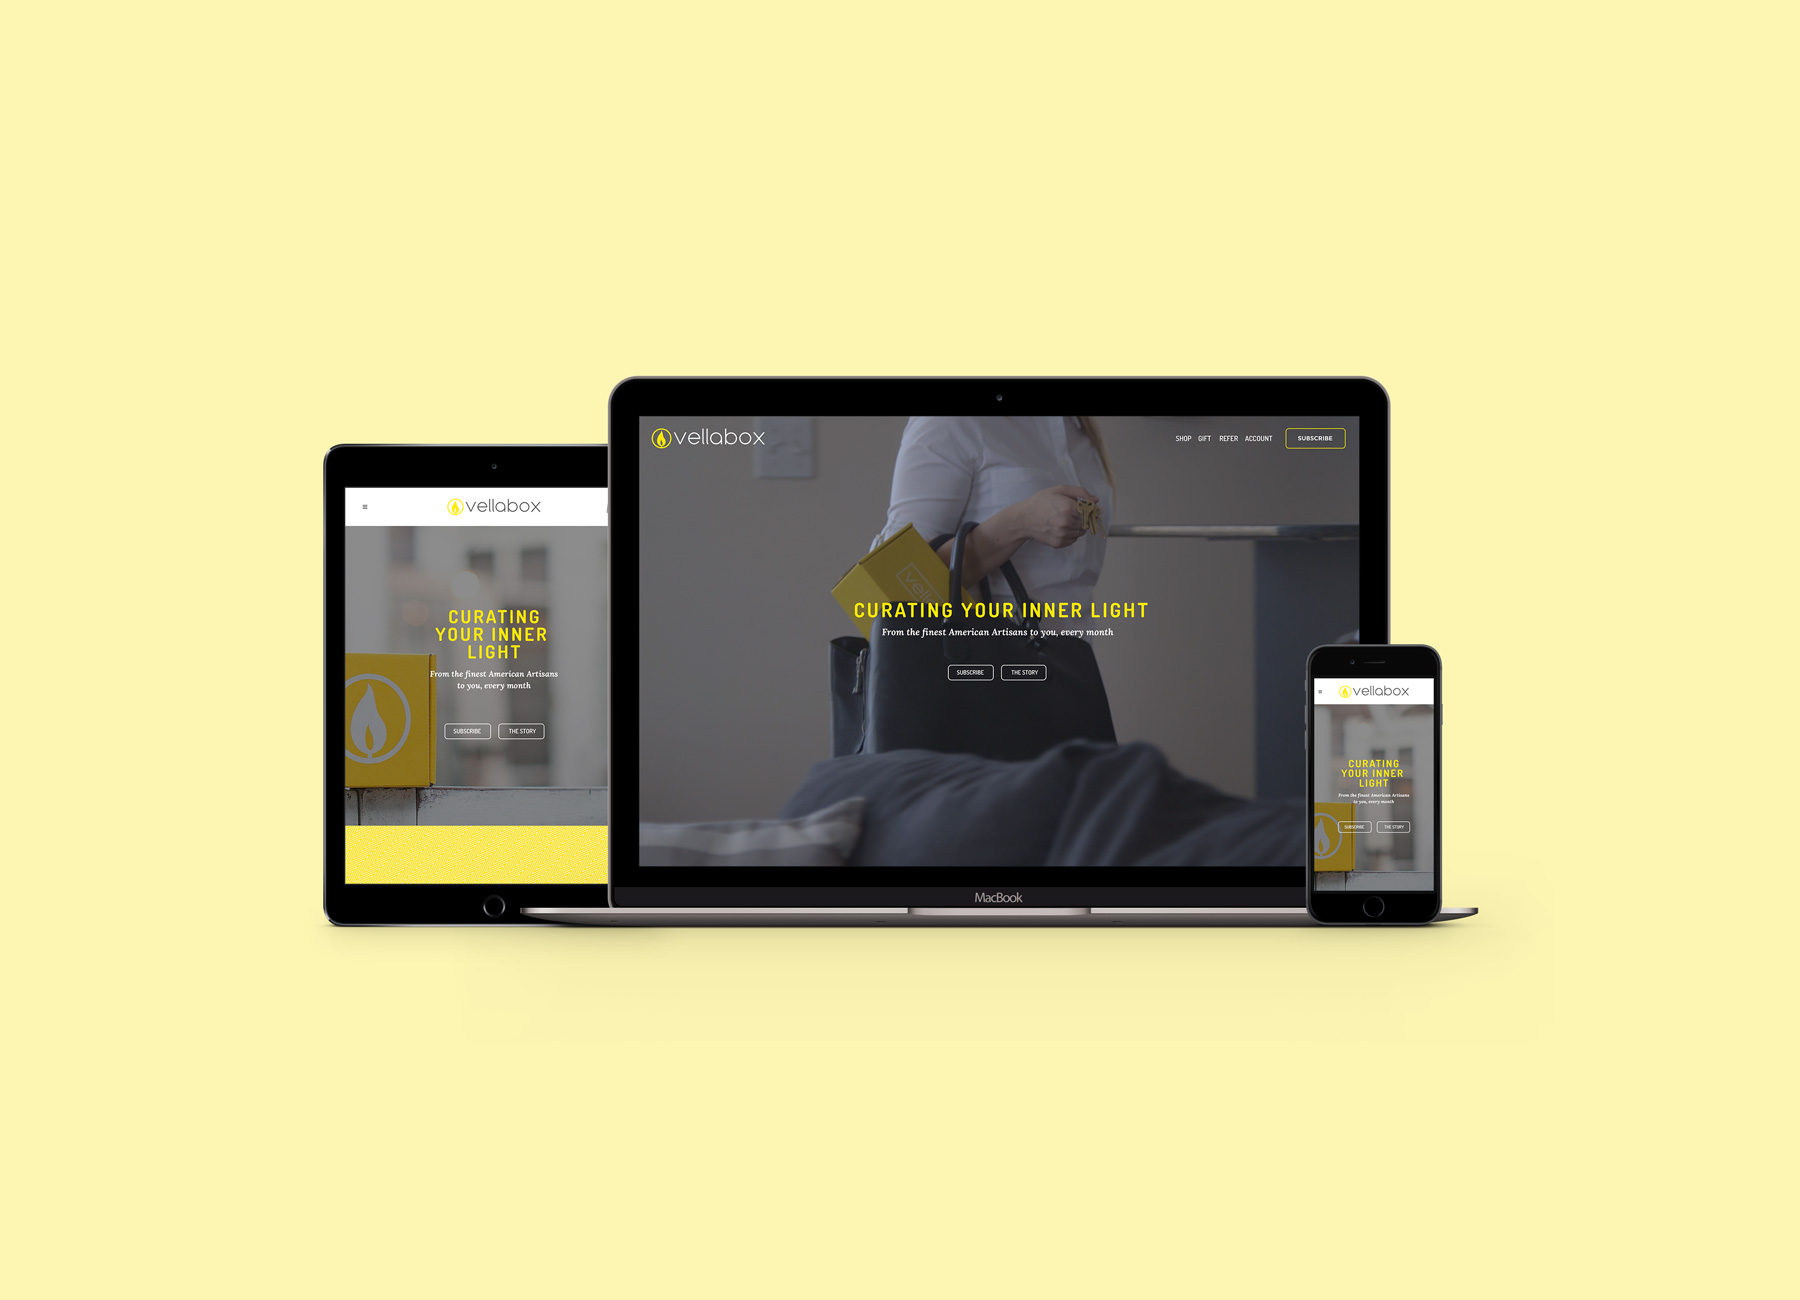 vellabox
CURATING
YOUR INNER
LIGHT
From the finest American Artisans
to you, every month
SUBSCRIBE THE STORY
vellabox
SHOP GIFT REFER ACCOUNT SUBSCRIBE
CURATING YOUR INNER LIGHT
From the finest American Artisans to you, every month
SUBSCRIBE THE STORY
MacBook
vellabox
CURATING
YOUR INNER
LIGHT
From the finest American Artisans
to you, every month
SUBSCRIBE THE STORY